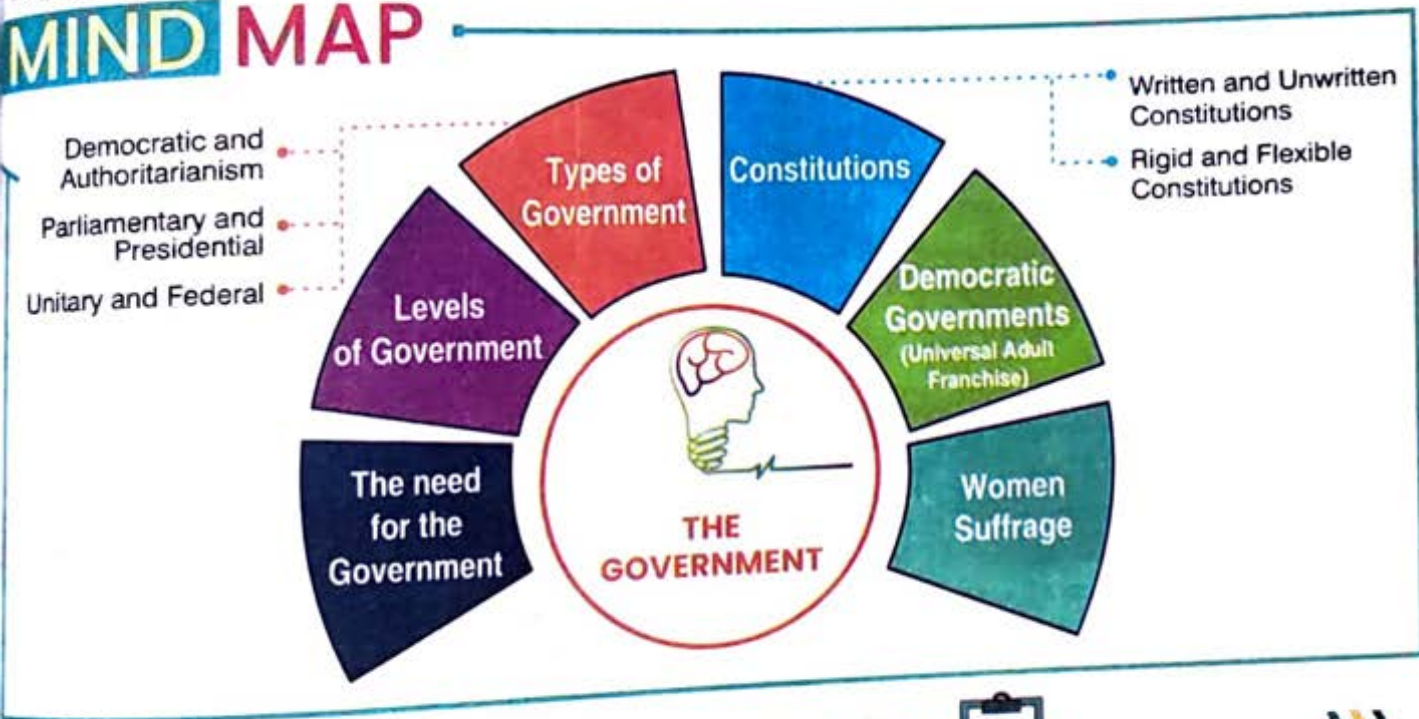 MIND MAP
Democratic and
Authoritarianism
Parliamentary and
Presidential
Unitary and Federal
Types of
Government
Constitutions
Written and Unwritten
Constitutions
Rigid and Flexible
Constitutions
Levels
of Government
Democratic
Governments
(Universal Adult
Franchise)
The need
for the
Government
Women
Suffrage
THE
GOVERNMENT